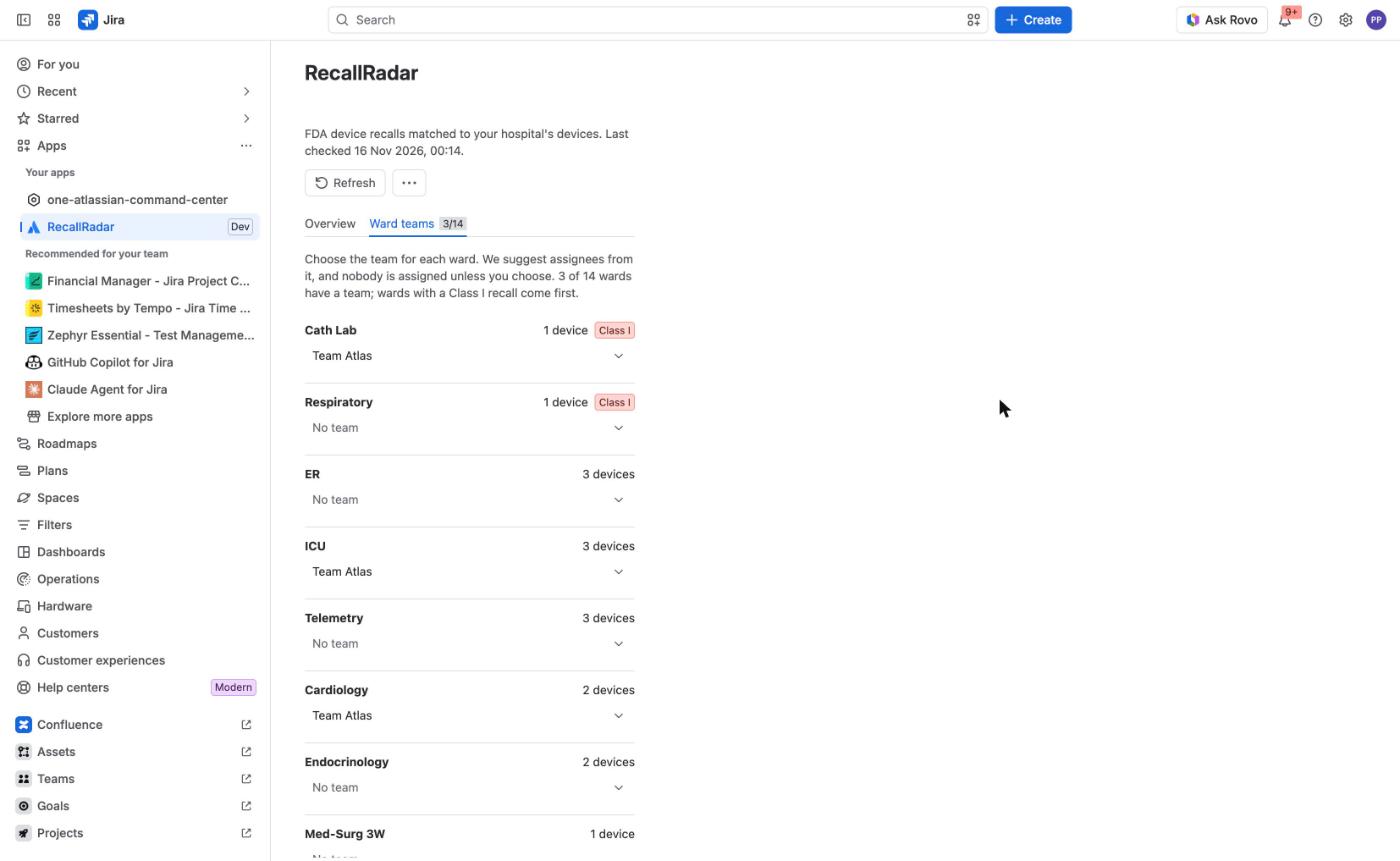 Jira
Search
Create
Ask Rovo
9+
PP
For you
Recent
Starred
Apps
Your apps
one-atlassian-command-center
RecallRadar
Dev
Recommended for your team
Financial Manager - Jira Project C...
Timesheets by Tempo - Jira Time ...
Zephyr Essential - Test Manageme...
GitHub Copilot for Jira
Claude Agent for Jira
Explore more apps
Roadmaps
Plans
Spaces
Filters
Dashboards
Operations
Hardware
Customers
Customer experiences
Help centers
Modern
Confluence
Assets
Teams
Goals
Projects
RecallRadar
FDA device recalls matched to your hospital's devices. Last
checked 16 Nov 2026, 00:14.
Refresh
Overview
Ward teams 3/14
Choose the team for each ward. We suggest assignees from
it, and nobody is assigned unless you choose. 3 of 14 wards
have a team; wards with a Class I recall come first.
Cath Lab 1 device Class I
Team Atlas
Respiratory 1 device Class I
No team
ER 3 devices
No team
ICU 3 devices
Team Atlas
Telemetry 3 devices
No team
Cardiology 2 devices
Team Atlas
Endocrinology 2 devices
No team
Med-Surg 3W 1 device